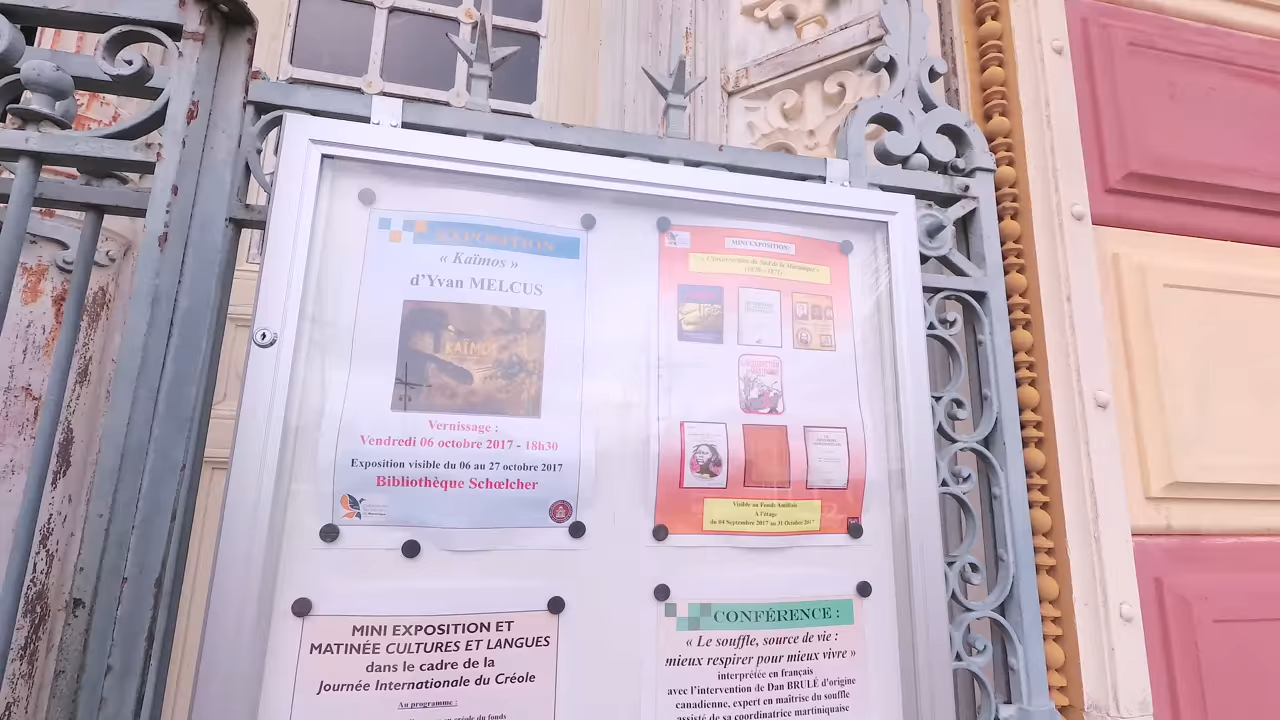 EXPOSITION
« Kaïmos »
d'Yvan MELCUS
KAÏMOS
Vernissage :
Vendredi 06 octobre 2017 - 18h30
Exposition visible du 06 au 27 octobre 2017
Bibliothèque Schœlcher
MINI EXPOSITION:
« L'insurrection du Sud de la Martinique »
Visible au Fonds Antillais
À l'étage
du 04 Septembre 2017 au 31 Octobre 2017
MINI EXPOSITION ET
MATINÉE CULTURES ET LANGUES
dans le cadre de la
Journée Internationale du Créole
Au programme :
créole du fonds
CONFÉRENCE :
« Le souffle, source de vie :
mieux respirer pour mieux vivre »
interprétée en français
avec l'intervention de Dan BRULÉ d'origine
canadienne, expert en maîtrise du souffle
assisté de sa coordinatrice martiniquaise